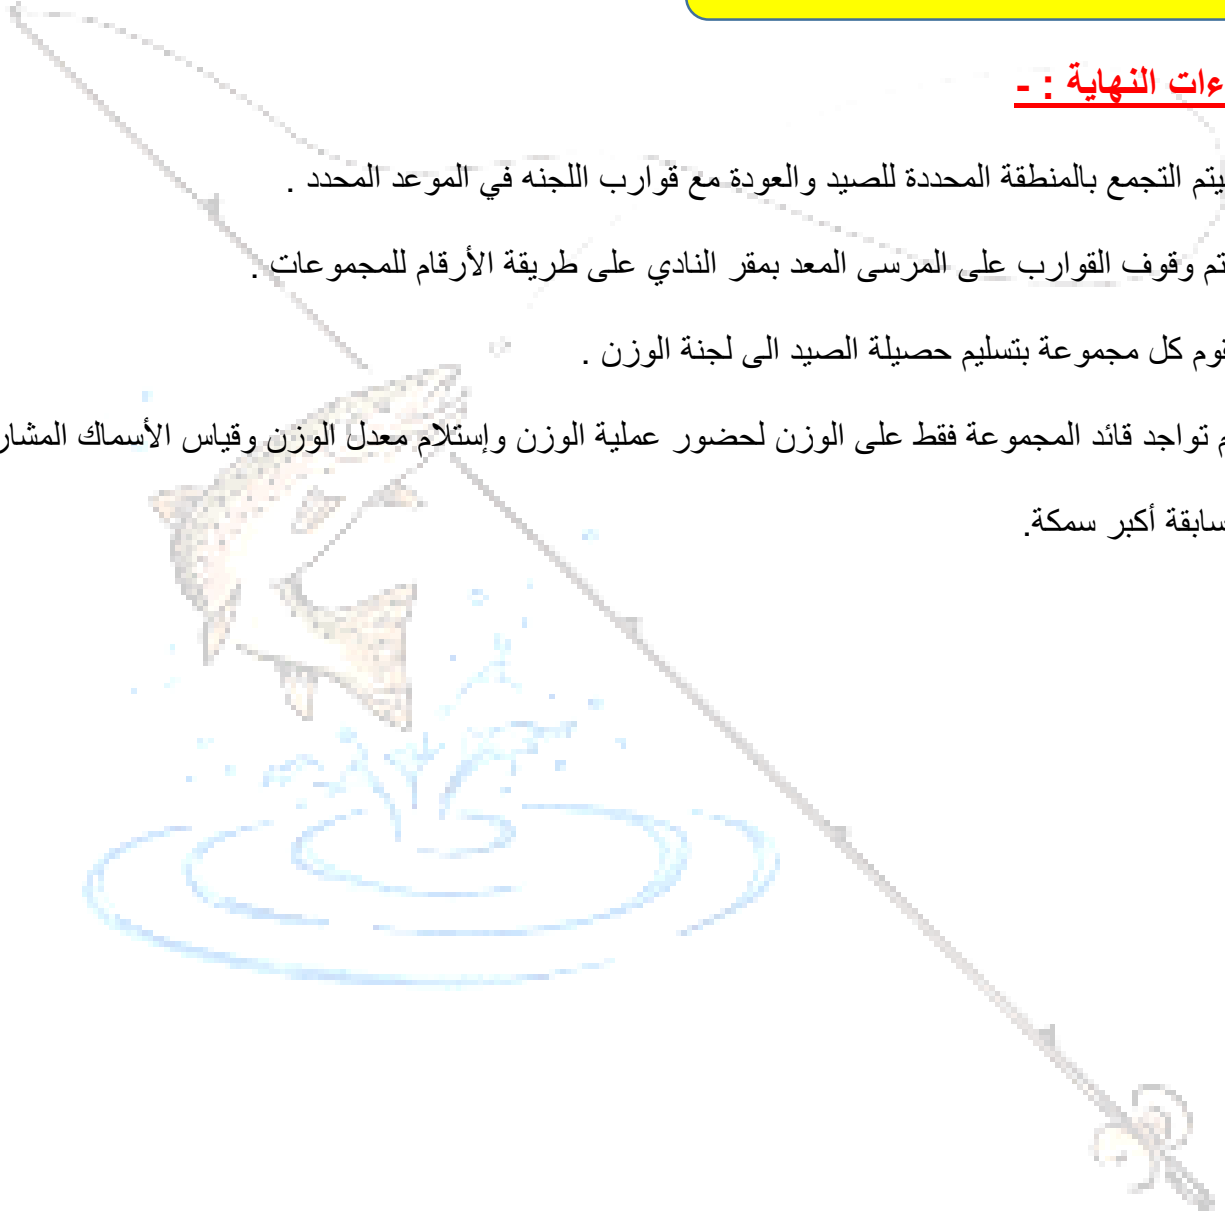 ءات النهاية : -
يتم التجمع بالمنطقة المحددة للصيد والعودة مع قوارب اللجنه في الموعد المحدد .
تم وقوف القوارب على المرسى المعد بمقر النادي على طريقة الأرقام للمجموعات .
قوم كل مجموعة بتسليم حصيلة الصيد الى لجنة الوزن .
م تواجد قائد المجموعة فقط على الوزن لحضور عملية الوزن وإستلام معدل الوزن وقياس الأسماك المشار
سابقة أكبر سمكة.